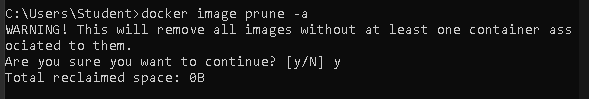 C:\Users\Student>docker image prune -a
WARNING! This will remove all images without at least one container ass
ociated to them.
Are you sure you want to continue? [y/N] y
Total reclaimed space: 0B